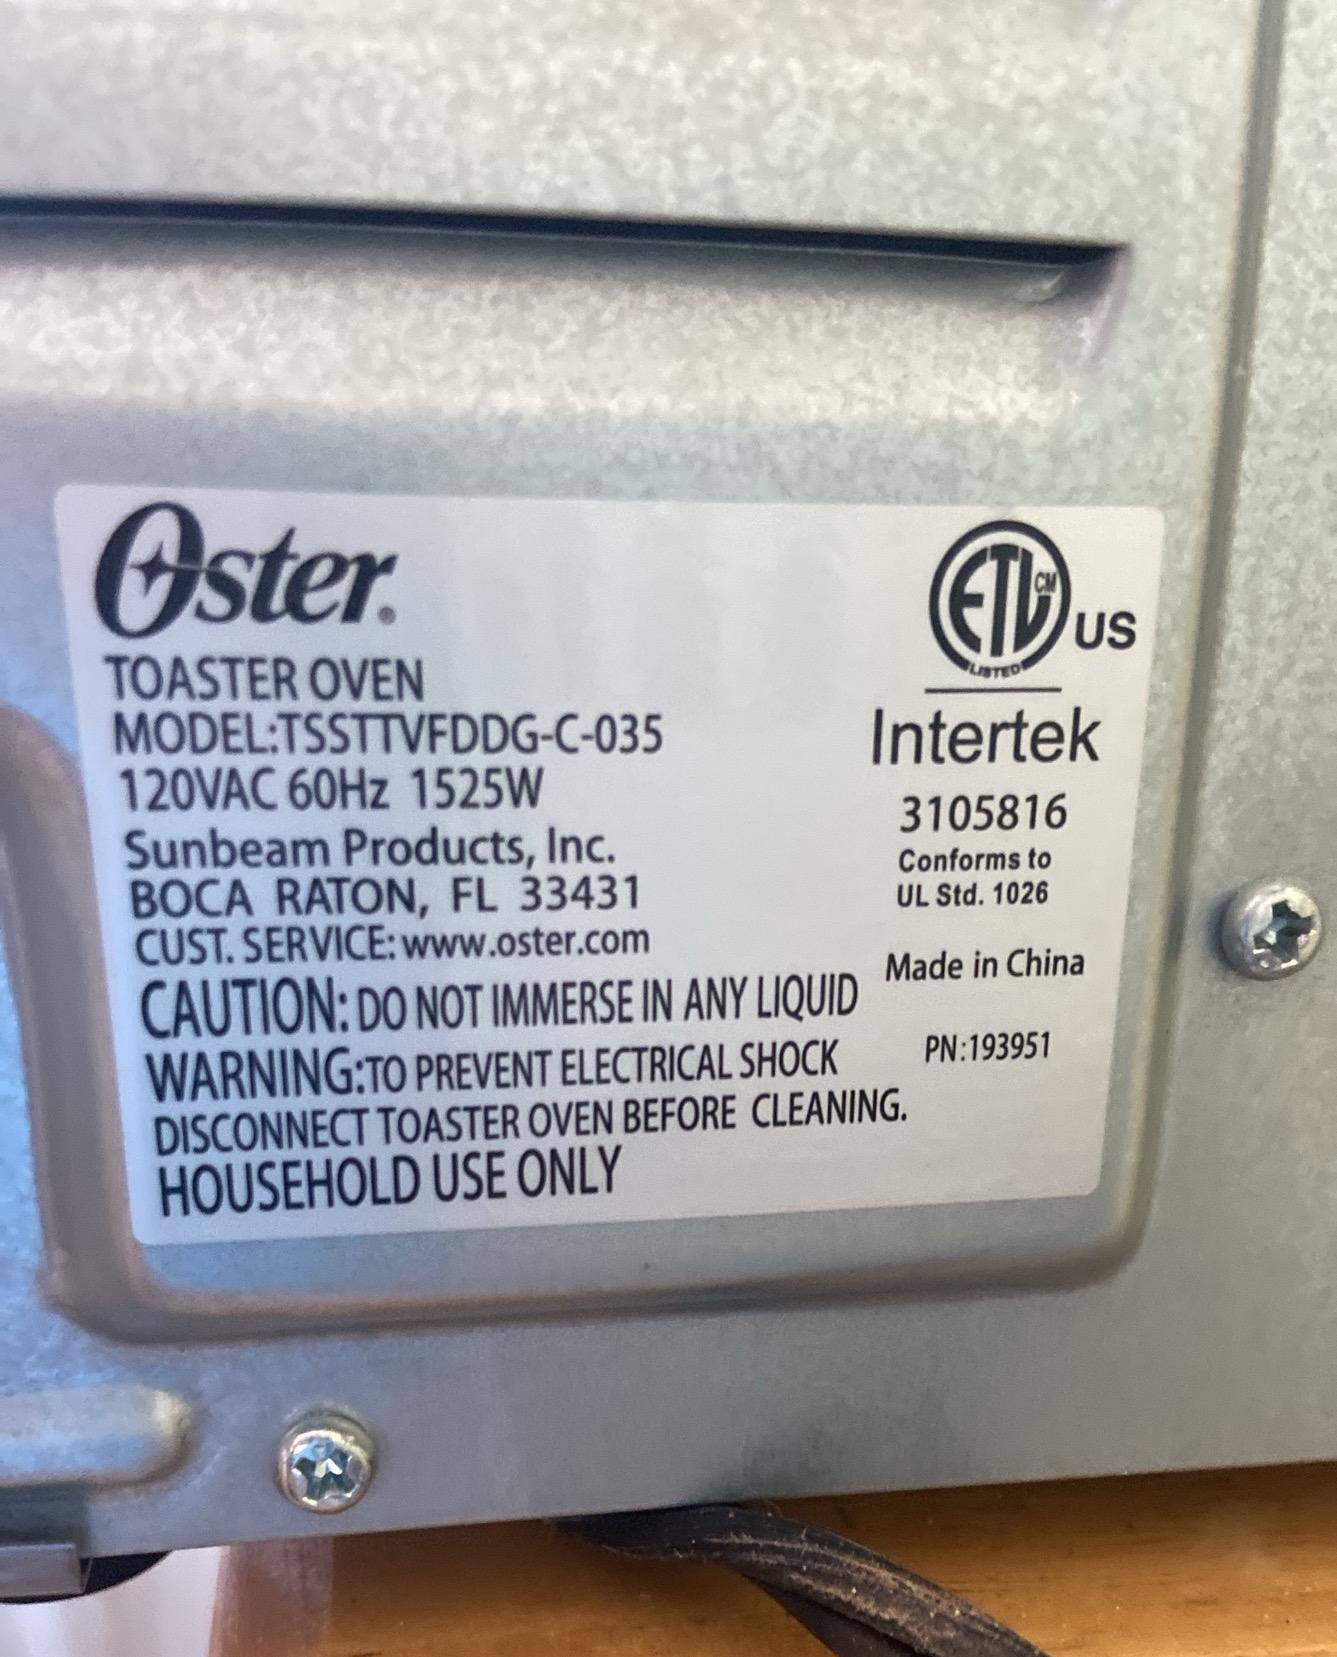 Oster®
TOASTER OVEN
MODEL:TSSTTVFDDG-C-035
120VAC 60Hz 1525W
Sunbeam Products, Inc.
BOCA RATON, FL 33431
CUST. SERVICE: www.oster.com
CAUTION: DO NOT IMMERSE IN ANY LIQUID
WARNING:TO PREVENT ELECTRICAL SHOCK
DISCONNECT TOASTER OVEN BEFORE CLEANING.
HOUSEHOLD USE ONLY
ETL CM
LISTED
US
Intertek
3105816
Conforms to
UL Std. 1026
Made in China
PN:193951